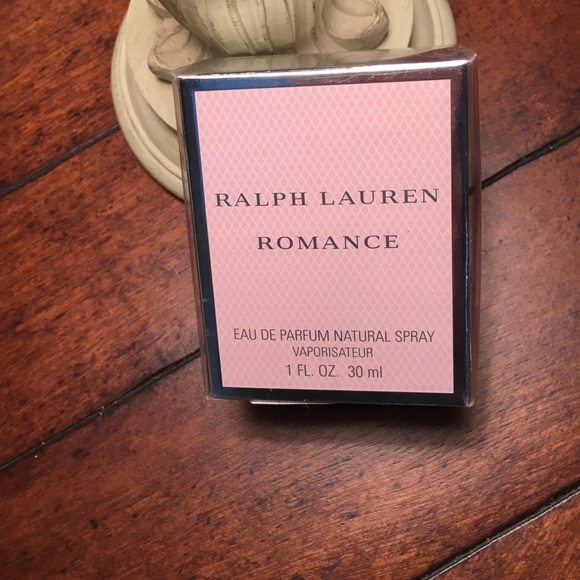 RALPH LAUREN
ROMANCE
EAU DE PARFUM NATURAL SPRAY
VAPORISATEUR
1 FL. OZ. 30 ml